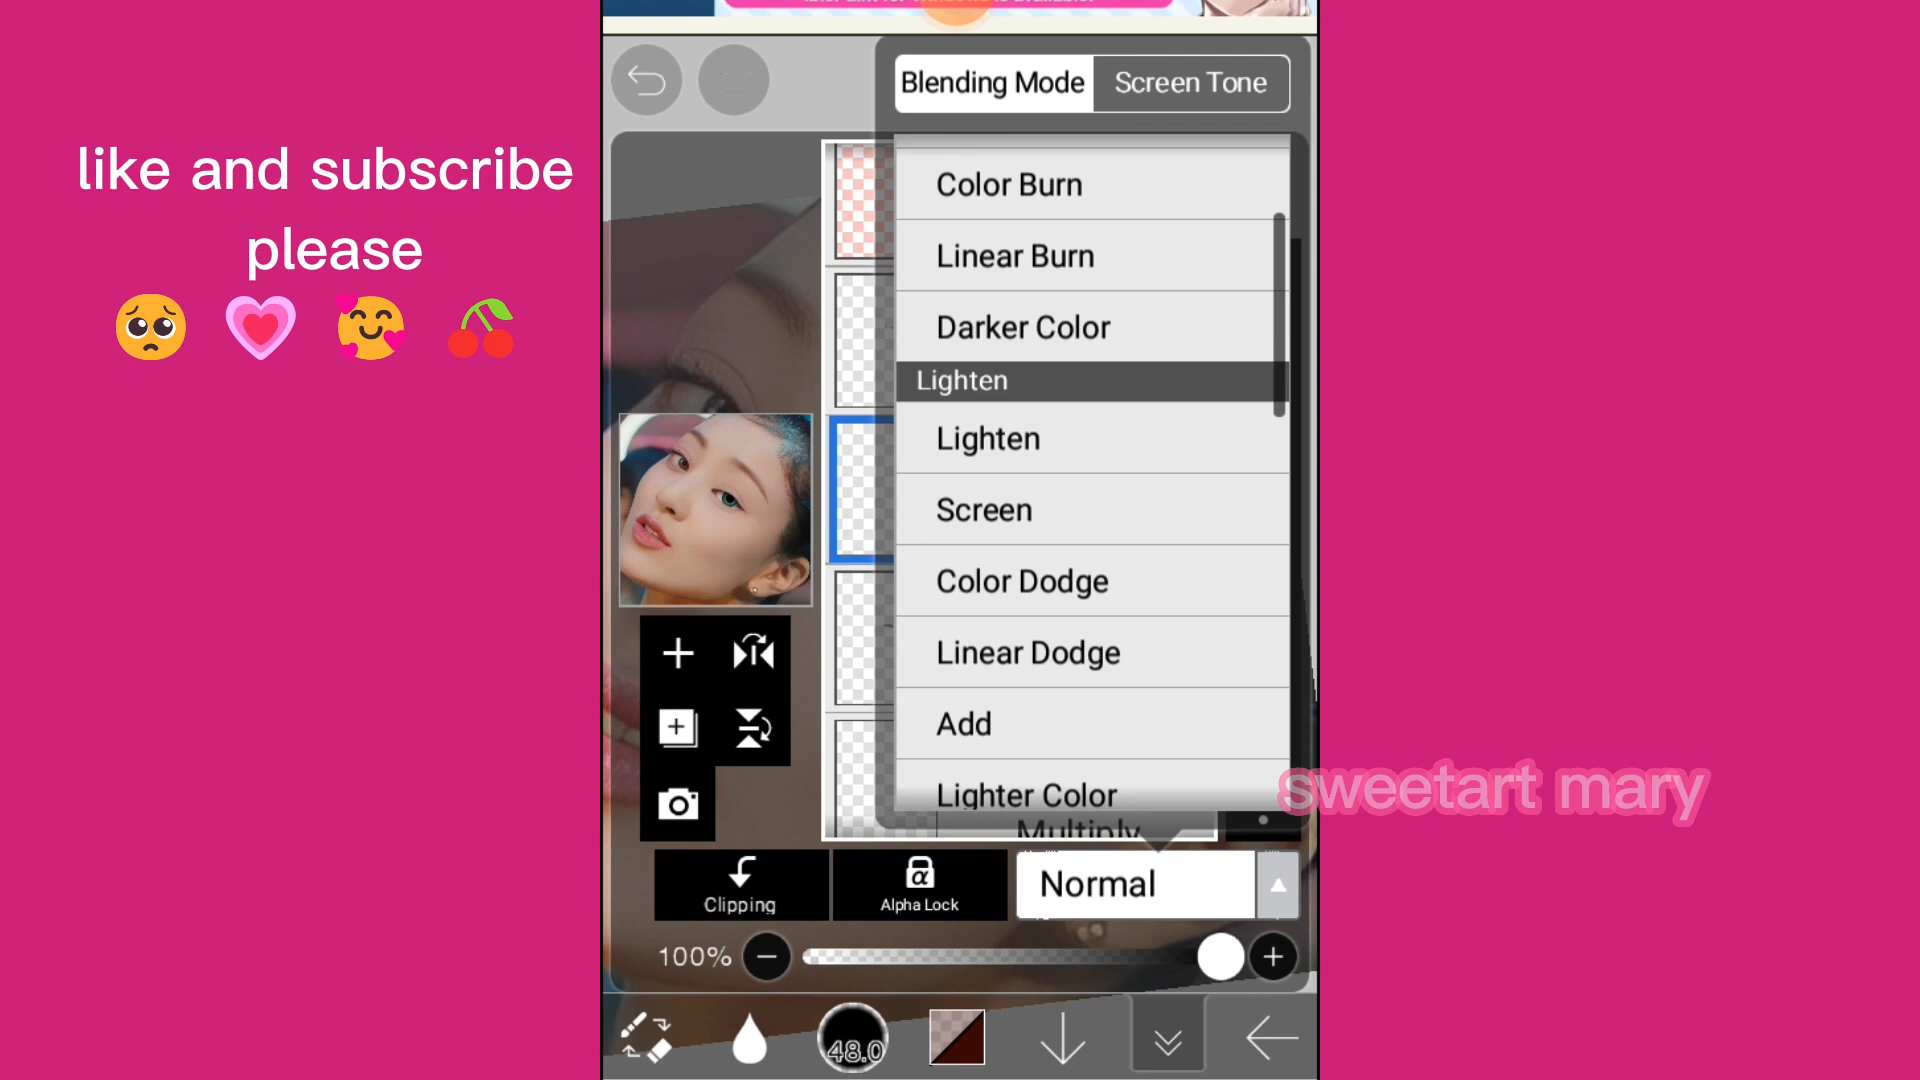 like and subscribe
please
Blending Mode
Screen Tone
Color Burn
Linear Burn
Darker Color
Lighten
Lighten
Screen
Color Dodge
Linear Dodge
Add
Lighter Color
Multiply
sweetart mary
Clipping
Alpha Lock
Normal
100%
48.0